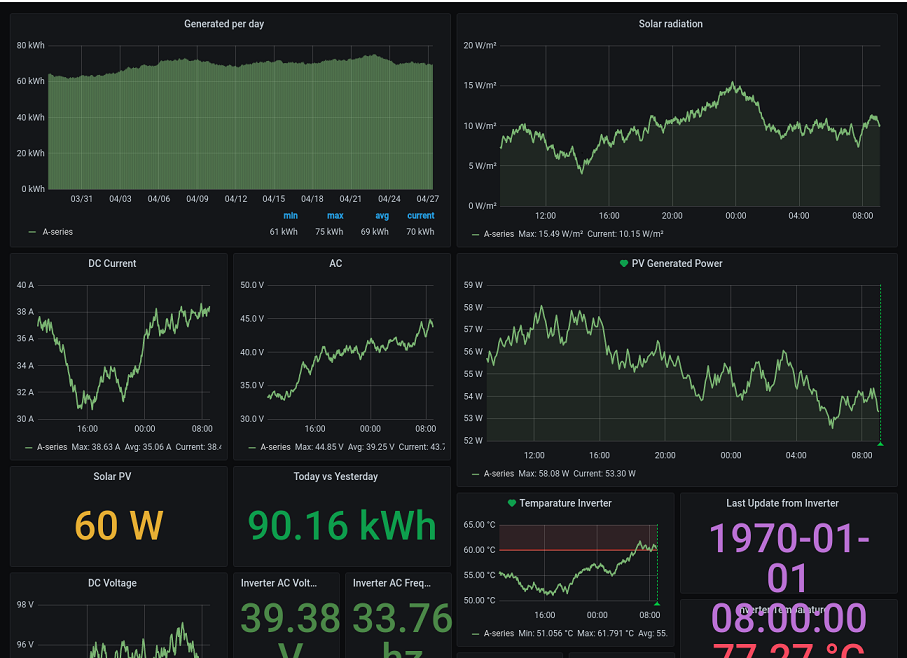 Generated per day
80 kWh
60 kWh
40 kWh
20 kWh
0 kWh
03/31 04/03 04/06 04/09 04/12 04/15 04/18 04/21 04/24 04/27
min max avg current
A-series 61 kWh 75 kWh 69 kWh 70 kWh
Solar radiation
20 W/m²
15 W/m²
10 W/m²
5 W/m²
0 W/m²
12:00 16:00 20:00 00:00 04:00 08:00
A-series Max: 15.49 W/m² Current: 10.15 W/m²
DC Current
40 A
38 A
36 A
34 A
32 A
30 A
16:00 00:00 08:00
A-series Max: 38.63 A Avg: 35.06 A Current: 38.4
AC
50.0 V
45.0 V
40.0 V
35.0 V
30.0 V
16:00 00:00 08:00
A-series Max: 44.85 V Avg: 39.25 V Current: 43.7
PV Generated Power
59 W
58 W
57 W
56 W
55 W
54 W
53 W
52 W
12:00 16:00 20:00 00:00 04:00 08:00
A-series Max: 58.08 W Current: 53.30 W
Solar PV
60 W
Today vs Yesterday
90.16 kWh
Temparature Inverter
65.00 °C
60.00 °C
55.00 °C
50.00 °C
16:00 00:00 08:00
A-series Min: 51.056 °C Max: 61.791 °C Avg: 55.
Last Update from Inverter
1970-01-
01
08:00:00
Inverter Temparature
77.27 °C
DC Voltage
98 V
96 V
Inverter AC Volt...
39.38
V
Inverter AC Freq...
33.76
hz